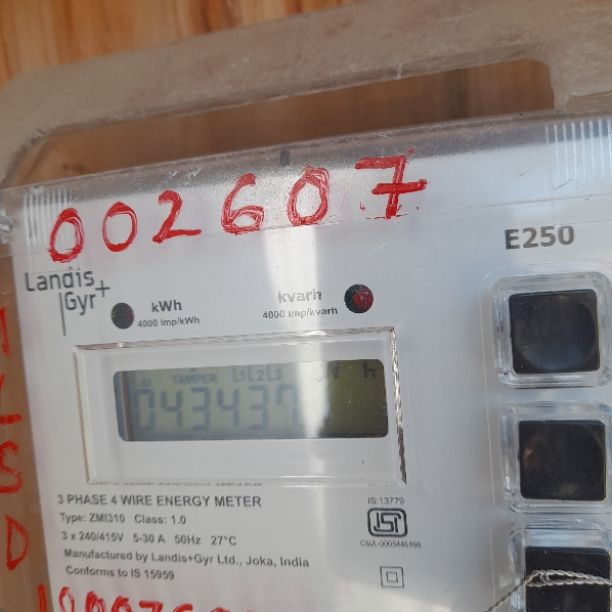 002607
E250
Landis
Gyr+
kWh
4000 imp/kWh
kvarh
4000 imp/kvarh
TAMPER L1L2L3
3 PHASE 4 WIRE ENERGY METER
Type: ZMI310 Class: 1.0
3 x 240/415V 5-30 A 50Hz 27°C
Manufactured by Landis+Gyr Ltd., Joka, India
Conforms to IS 15959
IS:13779
ISI
S
D